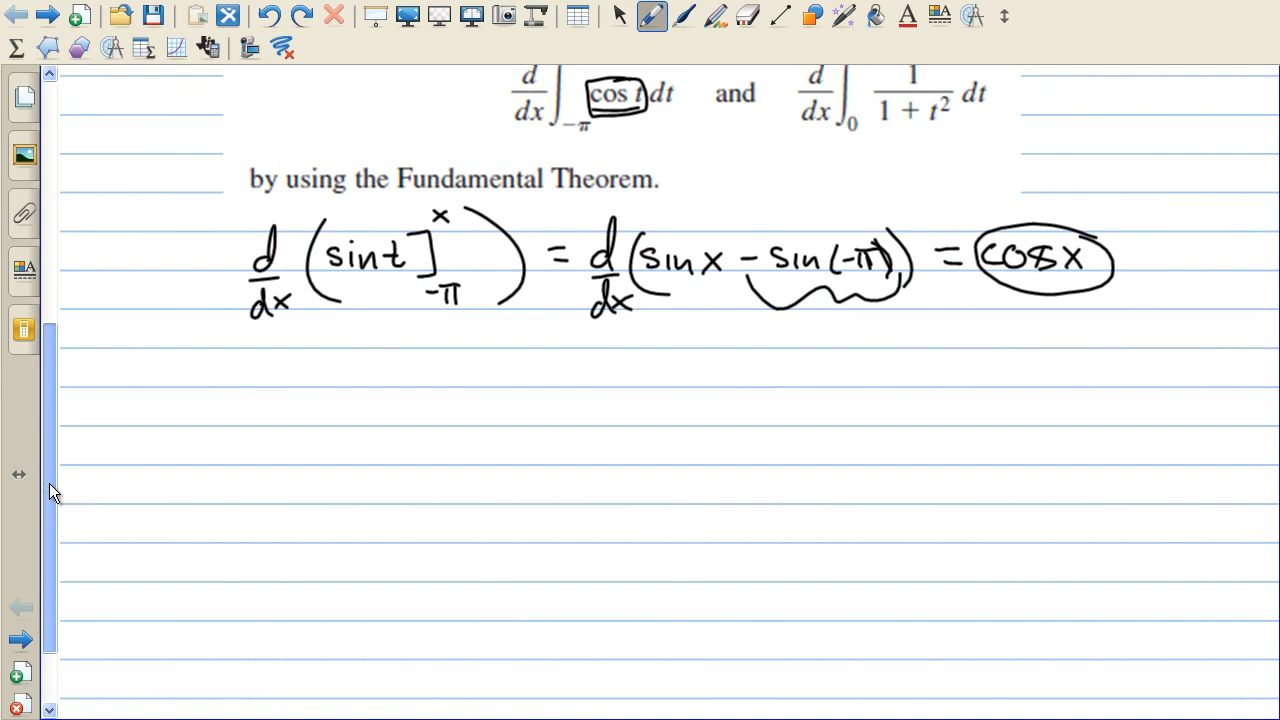 d/dx ∫_{-π} cos t dt and d/dx ∫_0 1/(1 + t²) dt
by using the Fundamental Theorem.
d/dx (sin t]_{-π}^{x}) = d/dx (sin x - sin(-π)) = cos x